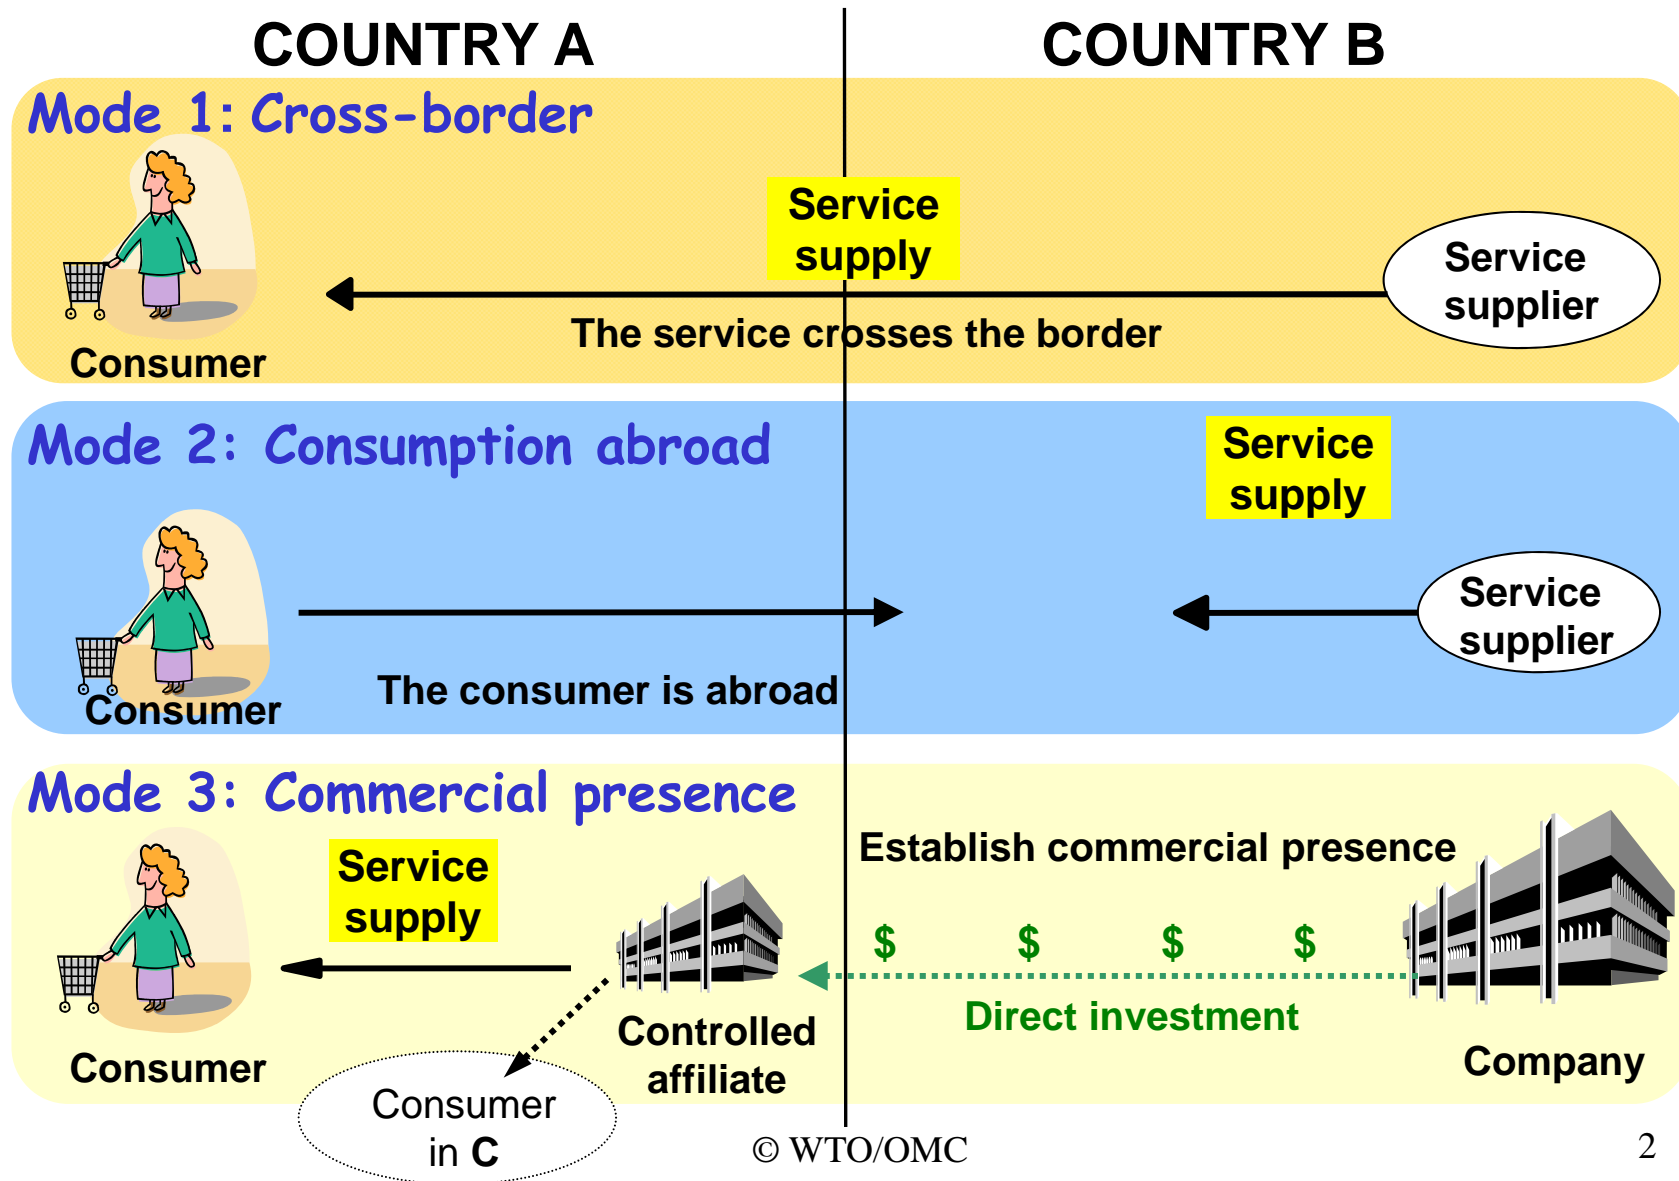 COUNTRY A
COUNTRY B
Mode 1: Cross-border
Service
supply
Service
supplier
The service crosses the border
Consumer
Mode 2: Consumption abroad
Service
supply
Service
supplier
The consumer is abroad
Consumer
Mode 3: Commercial presence
Service
supply
Establish commercial presence
$ $ $ $
Direct investment
Controlled
affiliate
Company
Consumer
Consumer
in C
© WTO/OMC
2